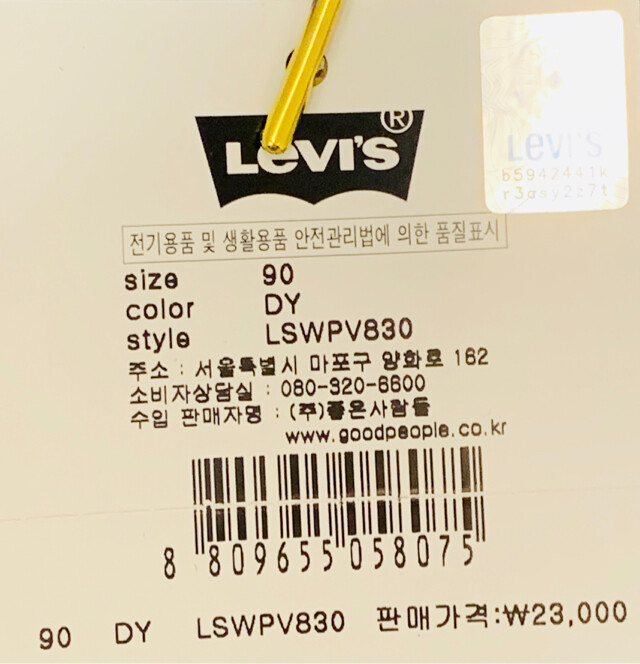 LEVI'S®
LEVI'S
b5942441k
r3asy2z7t
전기용품 및 생활용품 안전관리법에 의한 품질표시
size 90
color DY
style LSWPV830
주소 : 서울특별시 마포구 양화로 162
소비자상담실 : 080-320-6600
수입 판매자명 : (주)좋은사람들
www.goodpeople.co.kr
8 809655 058075
90 DY LSWPV830 판매가격:₩23,000